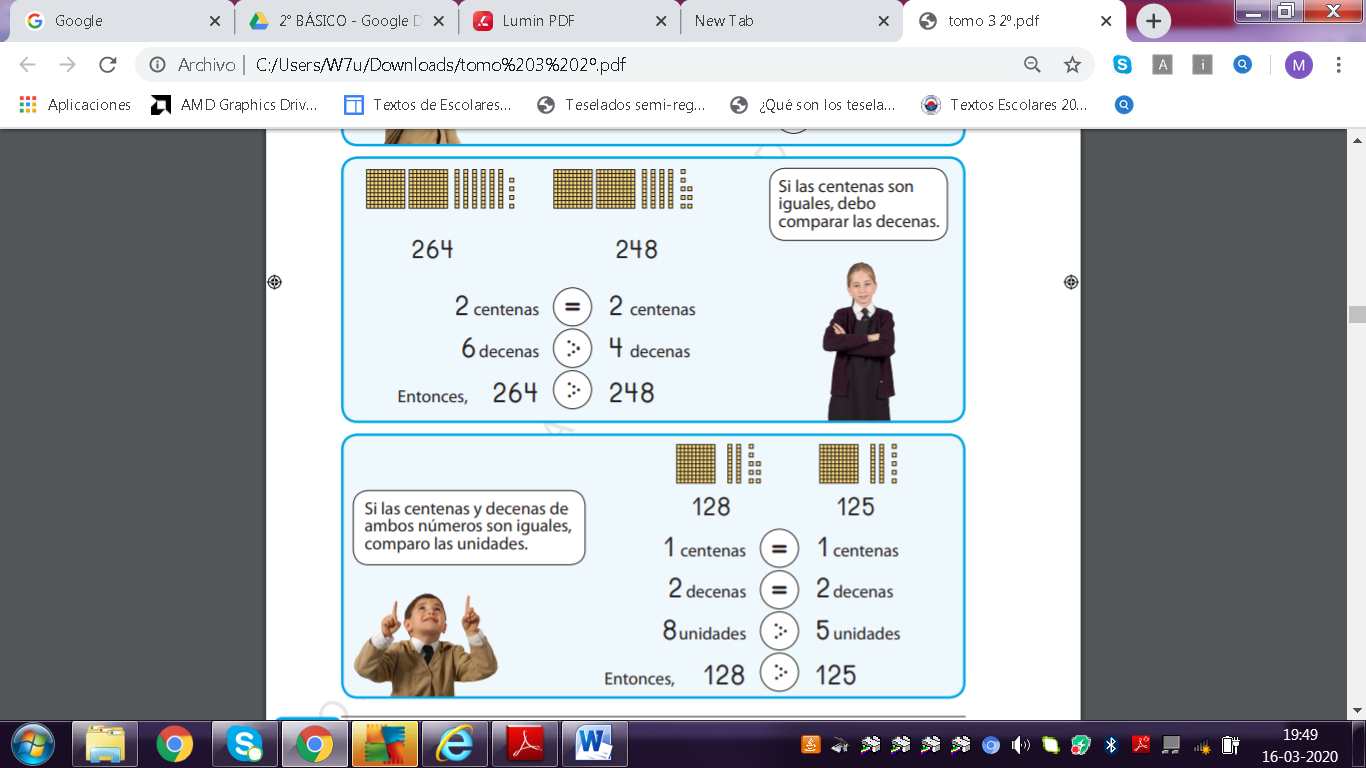 Google
2° BÁSICO - Google D
Lumin PDF
New Tab
tomo 3 2º.pdf
Archivo
C:/Users/W7u/Downloads/tomo%203%202º.pdf
M
Aplicaciones
AMD Graphics Driv...
Textos de Escolares...
Teselados semi-reg...
¿Qué son los tesela...
Textos Escolares 20...
264
248
Si las centenas son
iguales, debo
comparar las decenas.
2 centenas = 2 centenas
6 decenas > 4 decenas
Entonces, 264 > 248
128
125
Si las centenas y decenas de
ambos números son iguales,
comparo las unidades.
1 centenas = 1 centenas
2 decenas = 2 decenas
8 unidades > 5 unidades
Entonces, 128 > 125
19:49
16-03-2020